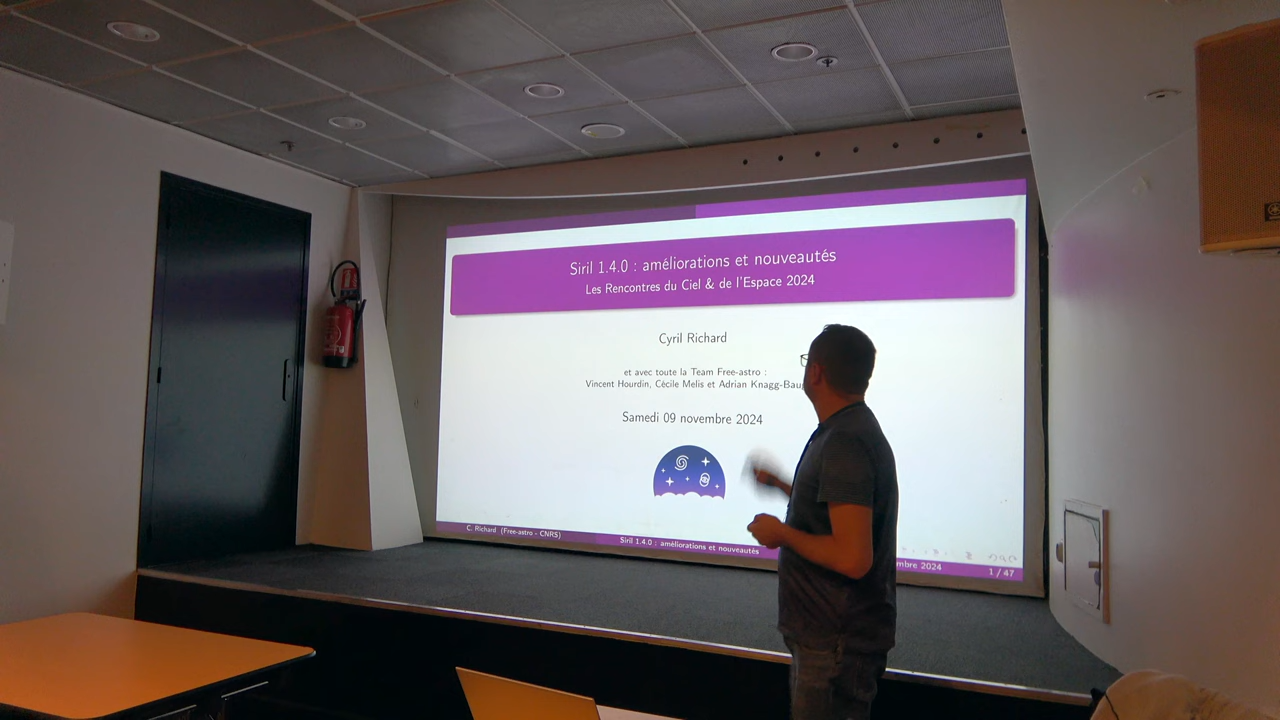 Siril 1.4.0 : améliorations et nouveautés
Les Rencontres du Ciel & de l'Espace 2024
Cyril Richard
et avec toute la Team Free-astro :
Vincent Hourdin, Cécile Melis et Adrian Knagg-Bau
Samedi 09 novembre 2024
C. Richard (Free-astro - CNRS)
Siril 1.4.0 : améliorations et nouveautés
mbre 2024
1 / 47